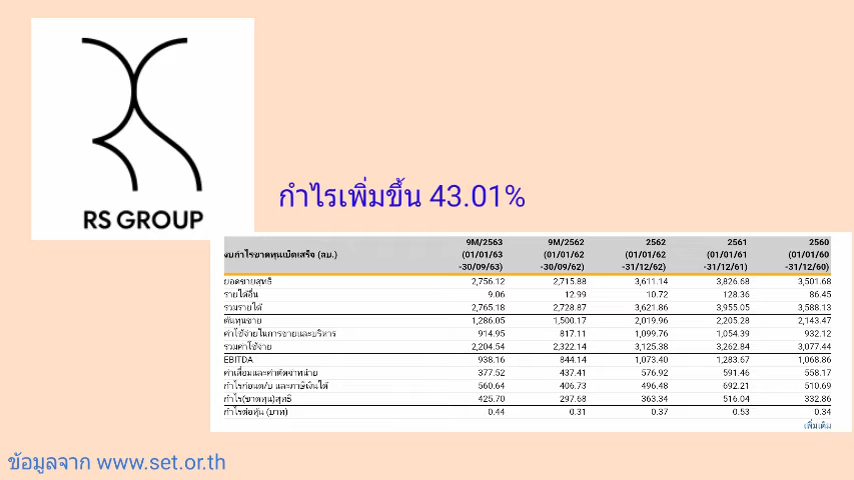 RS GROUP
กำไรเพิ่มขึ้น 43.01%
งบกำไรขาดทุนเบ็ดเสร็จ (ลบ.) 9M/2563 (01/01/63 -30/09/63) 9M/2562 (01/01/62 -30/09/62) 2562 (01/01/62 -31/12/62) 2561 (01/01/61 -31/12/61) 2560 (01/01/60 -31/12/60)
ยอดขายสุทธิ 2,756.12 2,715.88 3,611.14 3,826.68 3,501.68
รายได้อื่น 9.06 12.99 10.72 128.36 86.45
รวมรายได้ 2,765.18 2,728.87 3,621.86 3,955.05 3,588.13
ต้นทุนขาย 1,286.05 1,500.17 2,019.96 2,205.28 2,143.47
ค่าใช้จ่ายในการขายและบริหาร 914.95 817.11 1,099.76 1,054.39 932.12
รวมค่าใช้จ่าย 2,204.54 2,322.14 3,125.38 3,262.84 3,077.44
EBITDA 938.16 844.14 1,073.40 1,283.67 1,068.86
ค่าเสื่อมและค่าตัดจำหน่าย 377.52 437.41 576.92 591.46 558.17
กำไรก่อนด/บ และภาษีเงินได้ 560.64 406.73 496.48 692.21 510.69
กำไร(ขาดทุน)สุทธิ 425.70 297.68 363.34 516.04 332.86
กำไรต่อหุ้น (บาท) 0.44 0.31 0.37 0.53 0.34
เพิ่มเติม
ข้อมูลจาก www.set.or.th